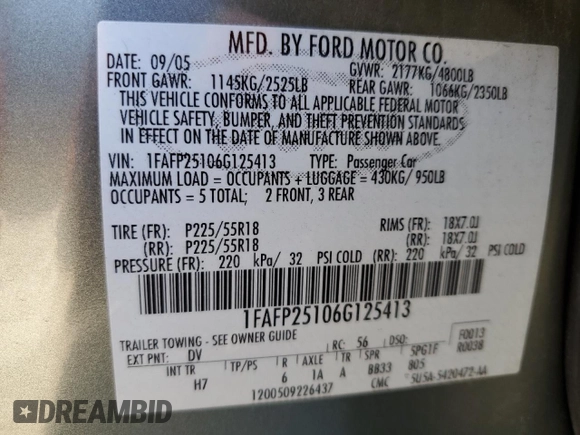 MFD. BY FORD MOTOR CO.
DATE: 09/05 GVWR: 2177KG/4800LB
FRONT GAWR: 1145KG/2525LB REAR GAWR: 1066KG/2350LB
THIS VEHICLE CONFORMS TO ALL APPLICABLE FEDERAL MOTOR
VEHICLE SAFETY, BUMPER, AND THEFT PREVENTION STANDARDS
IN EFFECT ON THE DATE OF MANUFACTURE SHOWN ABOVE.
VIN: 1FAFP25106G125413 TYPE: Passenger Car
MAXIMUM LOAD = OCCUPANTS + LUGGAGE = 430KG/ 950LB
OCCUPANTS = 5 TOTAL; 2 FRONT, 3 REAR
TIRE (FR): P225/55R18 RIMS (FR): 18X7.0J
(RR): P225/55R18 (RR): 18X7.0J
PRESSURE (FR): 220 kPa/ 32 PSI COLD (RR): 220 kPa/ 32 PSI COLD
1FAFP25106G125413
TRAILER TOWING - SEE OWNER GUIDE
EXT PNT: DV RC: 56 DSO: F0013
R0038
INT TR TP/PS R AXLE TR SPR
H7 6 1A A BB33 805
1200509226437 CMC 5U5A-5420472-AA
DREAMBID